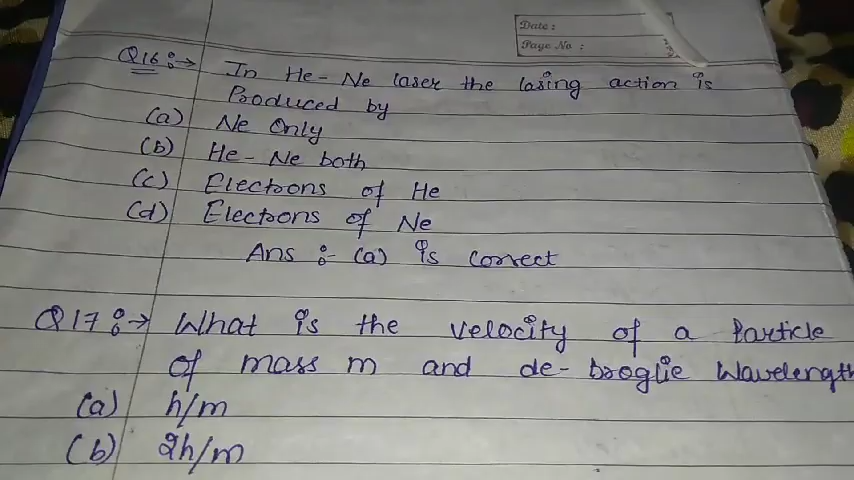 Date :
Page No :
Q16 :→ In He-Ne laser the lasing action is
Produced by
(a) Ne Only
(b) He-Ne both
(c) Electrons of He
(d) Electrons of Ne
Ans :- (a) is correct
Q17 :→ What is the velocity of a Particle
of mass m and de-broglie Wavelength
(a) h/m
(b) 2h/m